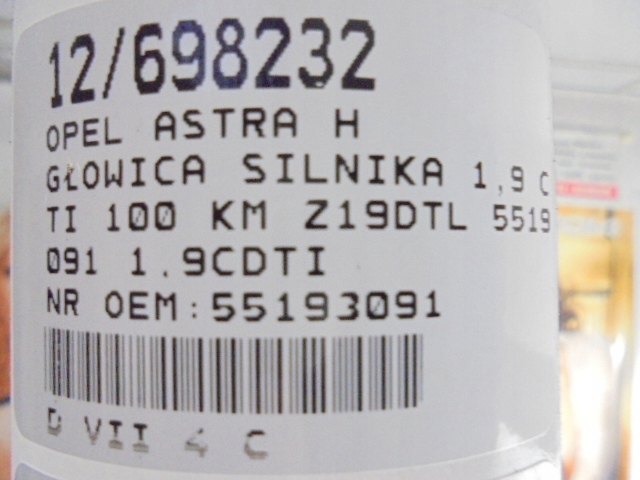 12/698232
OPEL ASTRA H
GŁOWICA SILNIKA 1,9 C
TI 100 KM Z19DTL 5519
091 1.9CDTI
NR OEM:55193091
D VII 4 C